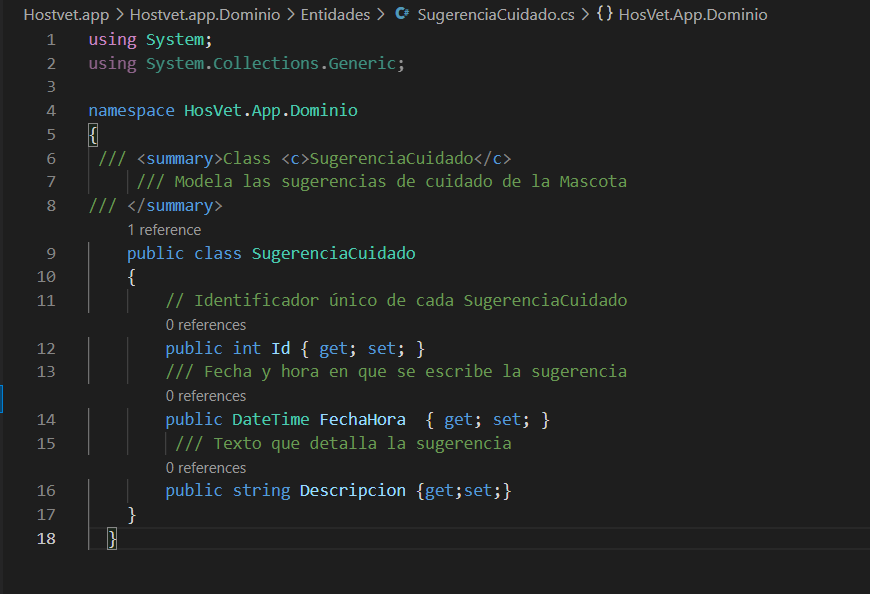 Hostvet.app > Hostvet.app.Dominio > Entidades > SugerenciaCuidado.cs > {} HosVet.App.Dominio
1 using System;
2 using System.Collections.Generic;
3
4 namespace HosVet.App.Dominio
5 {
6 /// <summary>Class <c>SugerenciaCuidado</c>
7 /// Modela las sugerencias de cuidado de la Mascota
8 /// </summary>
1 reference
9 public class SugerenciaCuidado
10 {
11 // Identificador único de cada SugerenciaCuidado
0 references
12 public int Id { get; set; }
13 /// Fecha y hora en que se escribe la sugerencia
0 references
14 public DateTime FechaHora  { get; set; }
15 /// Texto que detalla la sugerencia
0 references
16 public string Descripcion {get;set;}
17 }
18 }